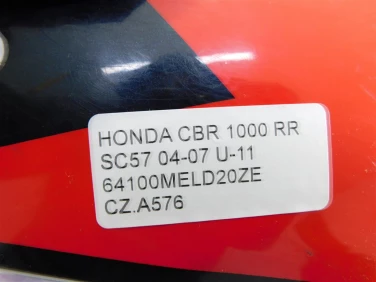 HONDA CBR 1000 RR
SC57 04-07 U-11
64100MELD20ZE
CZ.A576